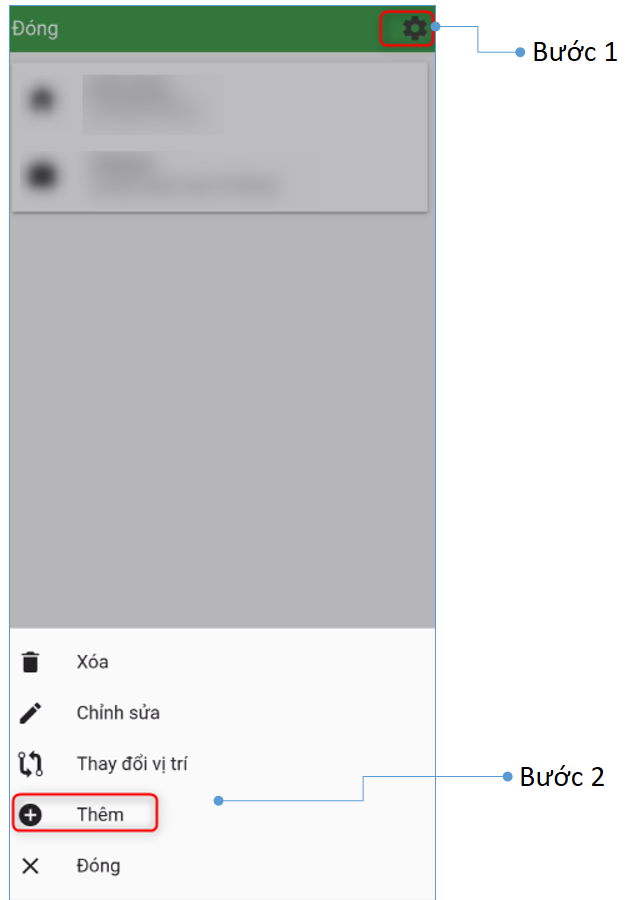 Đóng
Bước 1
Xóa
Chỉnh sửa
Thay đổi vị trí
Bước 2
Thêm
Đóng